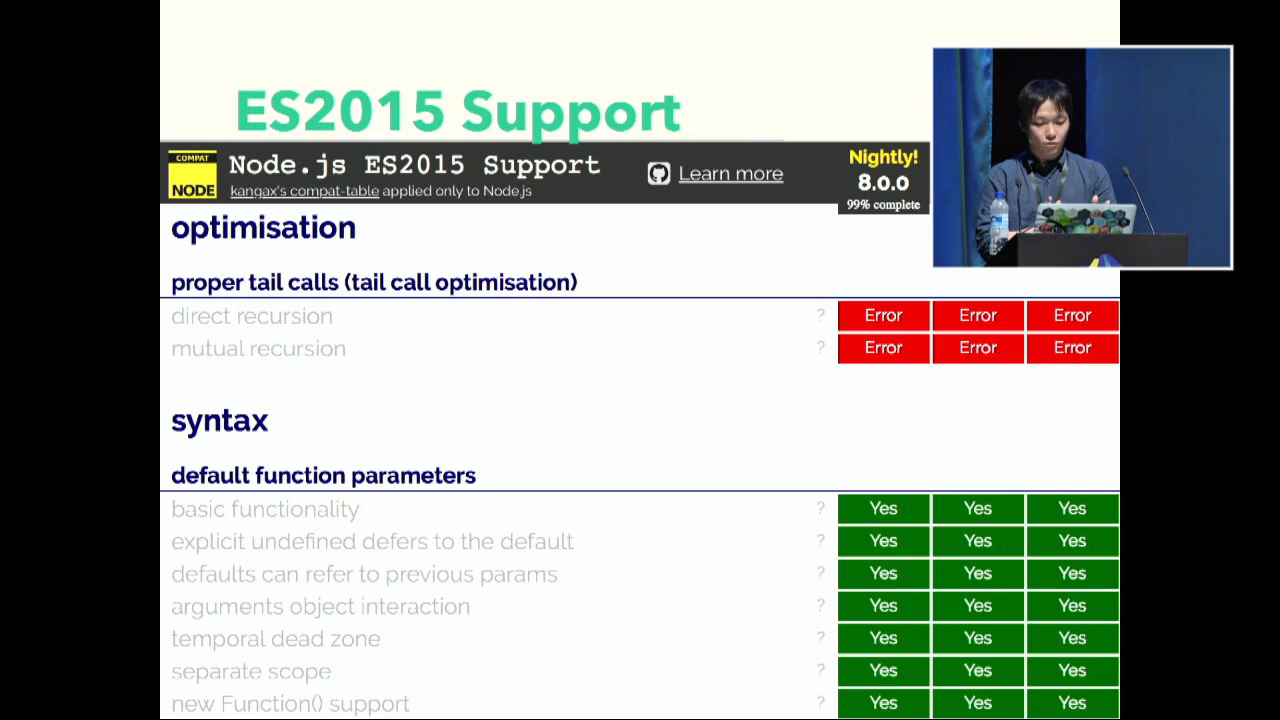 ES2015 Support
COMPAT
NODE
Node.js ES2015 Support
kangax's compat-table applied only to Node.js
Learn more
Nightly!
8.0.0
99% complete
optimisation
proper tail calls (tail call optimisation)
direct recursion ? Error Error Error
mutual recursion ? Error Error Error
syntax
default function parameters
basic functionality ? Yes Yes Yes
explicit undefined defers to the default ? Yes Yes Yes
defaults can refer to previous params ? Yes Yes Yes
arguments object interaction ? Yes Yes Yes
temporal dead zone ? Yes Yes Yes
separate scope ? Yes Yes Yes
new Function() support ? Yes Yes Yes